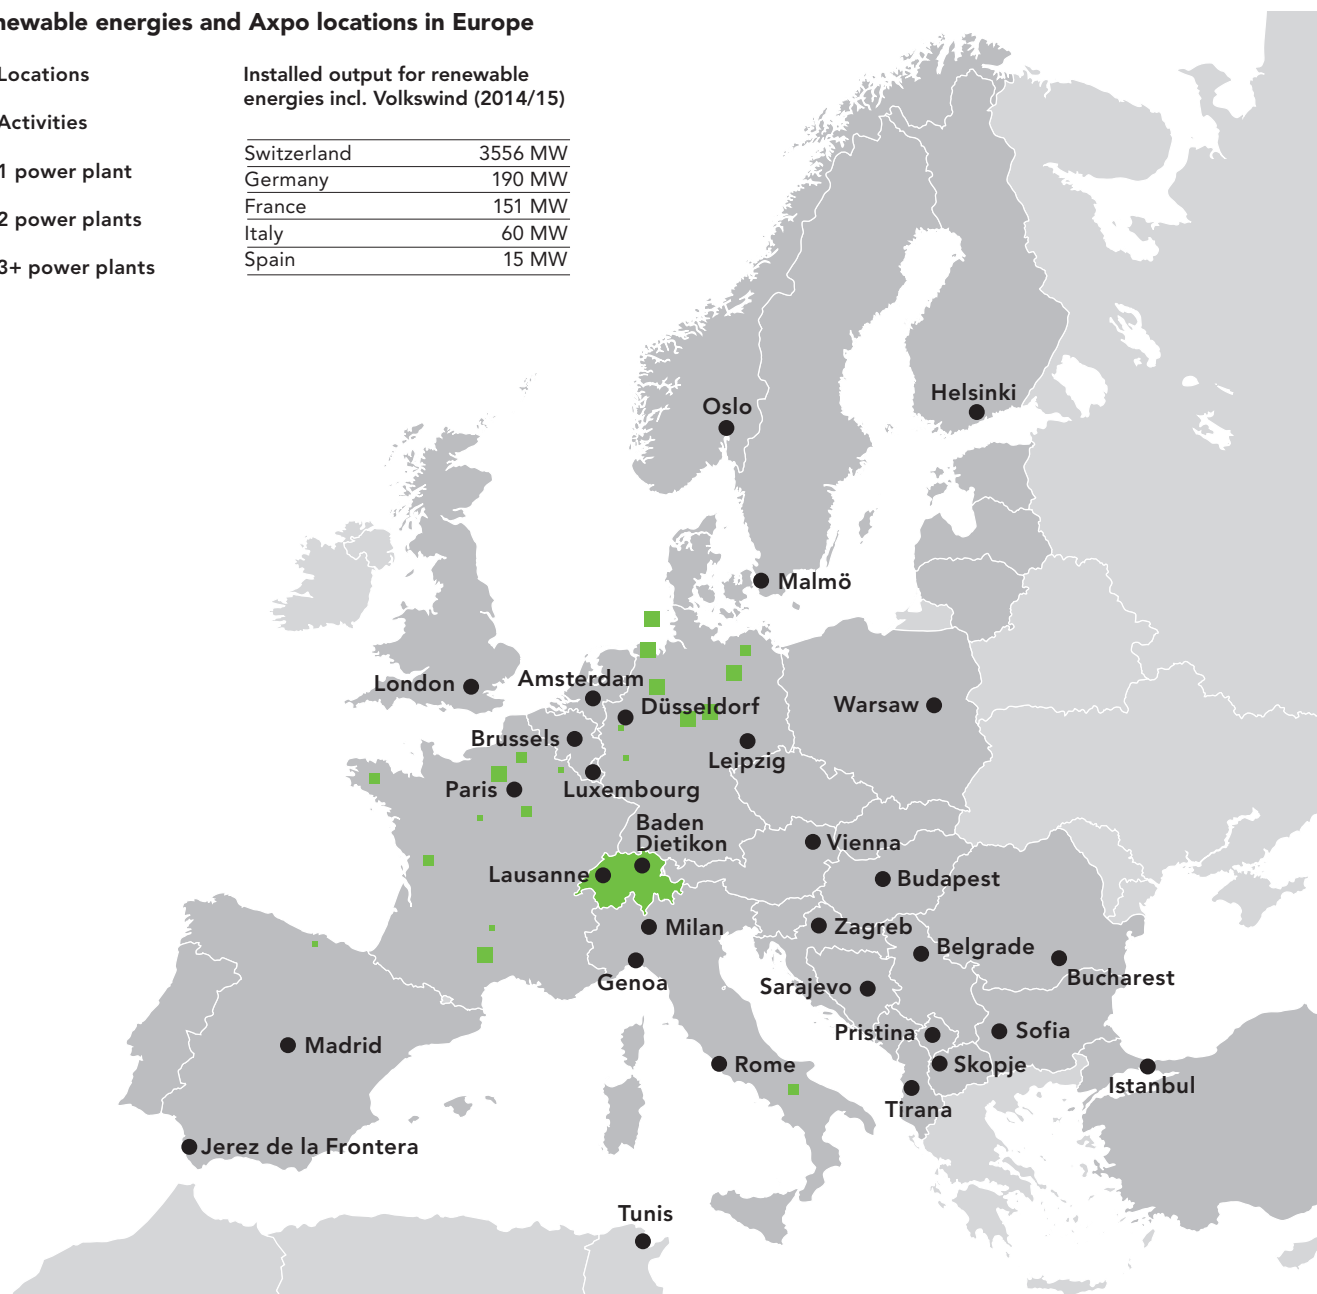 newable energies and Axpo locations in Europe
Locations
Activities
1 power plant
2 power plants
3+ power plants
Installed output for renewable
energies incl. Volkswind (2014/15)
Switzerland 3556 MW
Germany 190 MW
France 151 MW
Italy 60 MW
Spain 15 MW
Helsinki
Oslo
Malmö
London
Amsterdam
Düsseldorf
Warsaw
Brussels
Leipzig
Paris
Luxembourg
Baden
Dietikon
Vienna
Lausanne
Budapest
Milan
Zagreb
Belgrade
Genoa
Sarajevo
Bucharest
Pristina
Sofia
Madrid
Rome
Skopje
Istanbul
Tirana
Jerez de la Frontera
Tunis